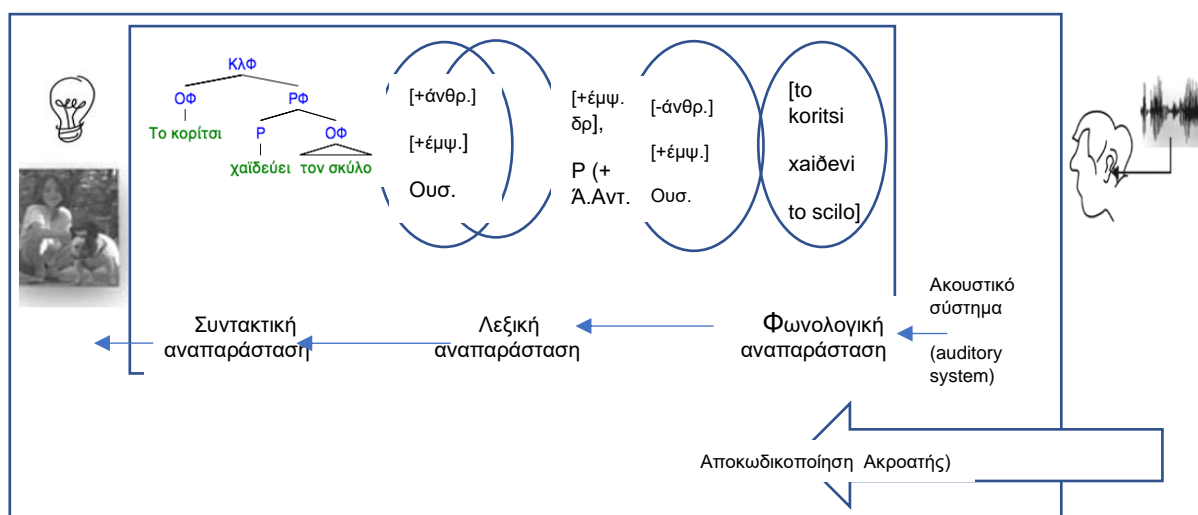 ΚλΦ
ΟΦ ΡΦ
Το κορίτσι Ρ ΟΦ
χαϊδεύει τον σκύλο
[+άνθρ.]
[+έμψ.]
Ουσ.
[+έμψ.
δρ],
Ρ (+
Ά.Αντ.
[-άνθρ.]
[+έμψ.]
Ουσ.
[to
koritsi
xaiðevi
to scilo]
Συντακτική
αναπαράσταση
Λεξική
αναπαράσταση
Φωνολογική
αναπαράσταση
Ακουστικό
σύστημα
(auditory
system)
Αποκωδικοποίηση Ακροατής)